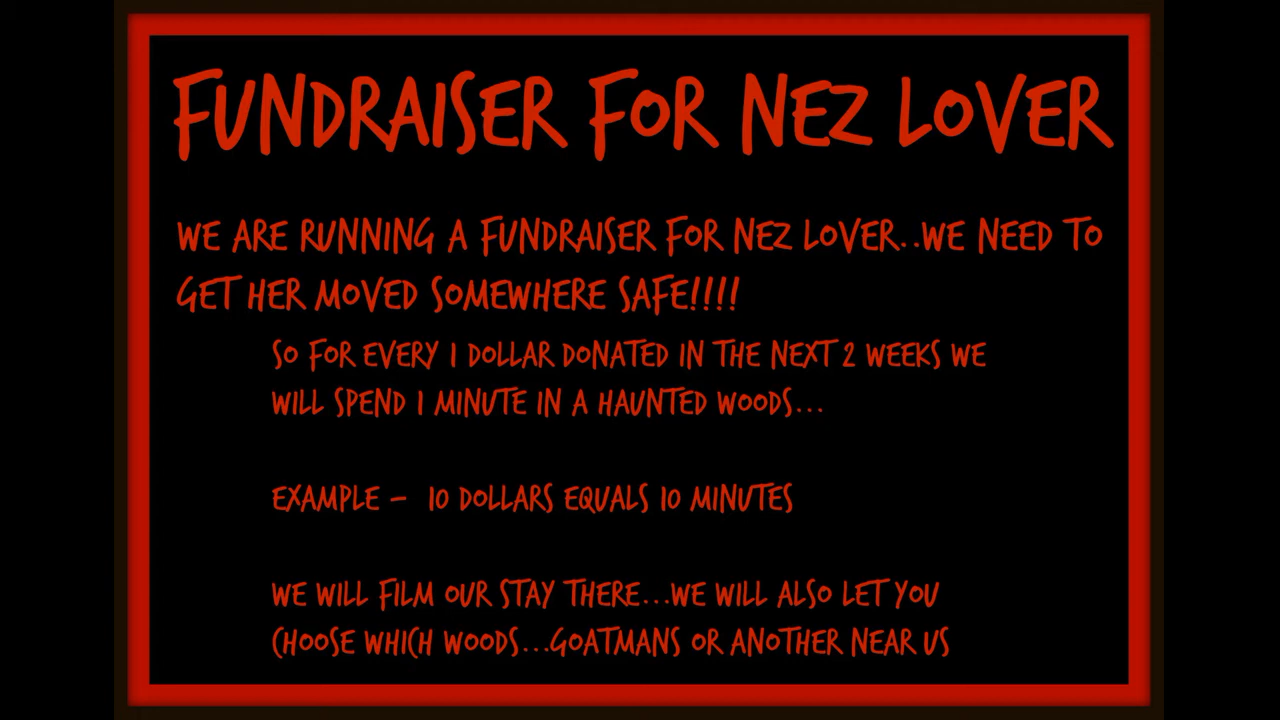 FUNDRAISER FOR NEZ LOVER
WE ARE RUNNING A FUNDRAISER FOR NEZ LOVER..WE NEED TO
GET HER MOVED SOMEWHERE SAFE!!!!
SO FOR EVERY 1 DOLLAR DONATED IN THE NEXT 2 WEEKS WE
WILL SPEND 1 MINUTE IN A HAUNTED WOODS...
EXAMPLE - 10 DOLLARS EQUALS 10 MINUTES
WE WILL FILM OUR STAY THERE...WE WILL ALSO LET YOU
CHOOSE WHICH WOODS...GOATMANS OR ANOTHER NEAR US